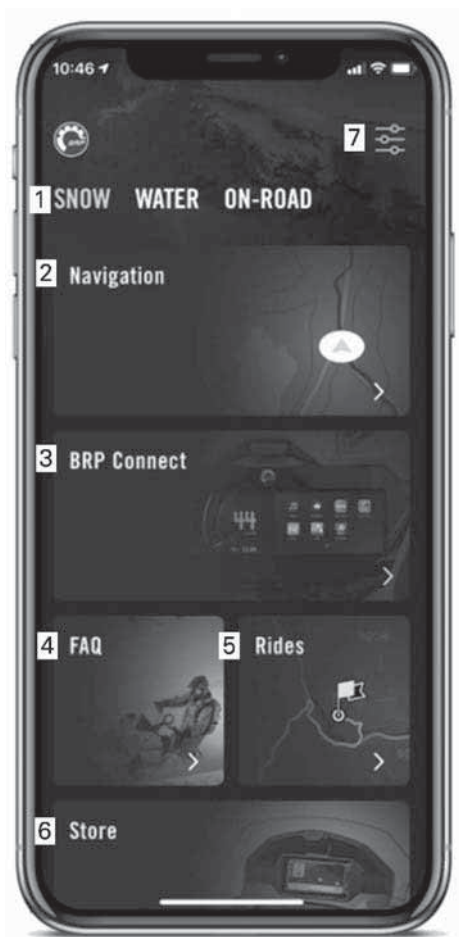 10:46
7
1 SNOW WATER ON-ROAD
2 Navigation
3 BRP Connect
4 FAQ 5 Rides
6 Store